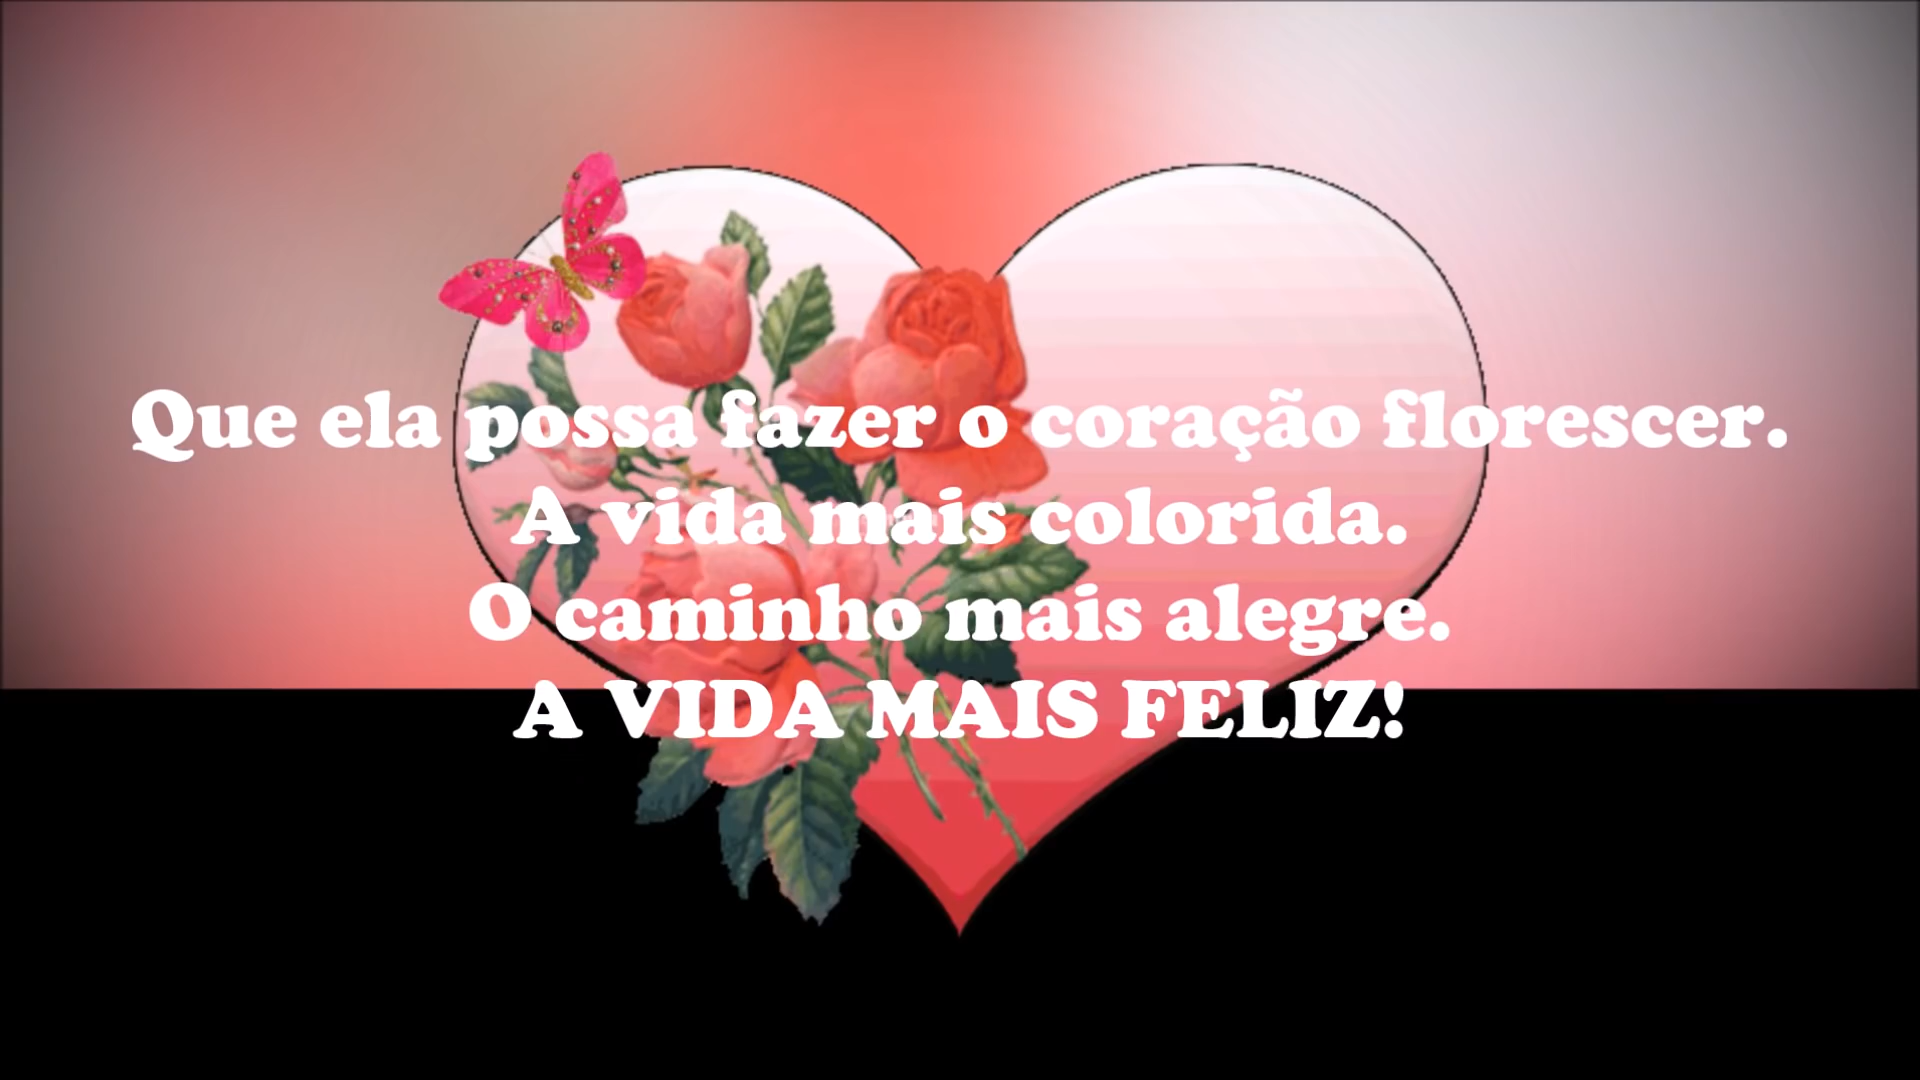 Que ela possa fazer o coração florescer.
A vida mais colorida.
O caminho mais alegre.
A VIDA MAIS FELIZ!